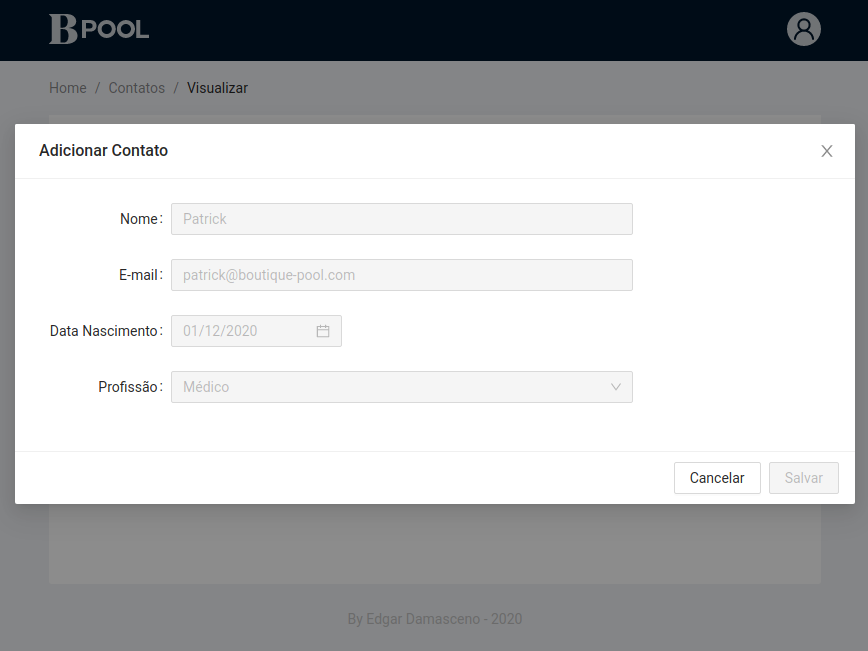 BPOOL
Home / Contatos / Visualizar
Adicionar Contato
Nome: Patrick
E-mail: patrick@boutique-pool.com
Data Nascimento: 01/12/2020
Profissão: Médico
Cancelar Salvar
By Edgar Damasceno - 2020